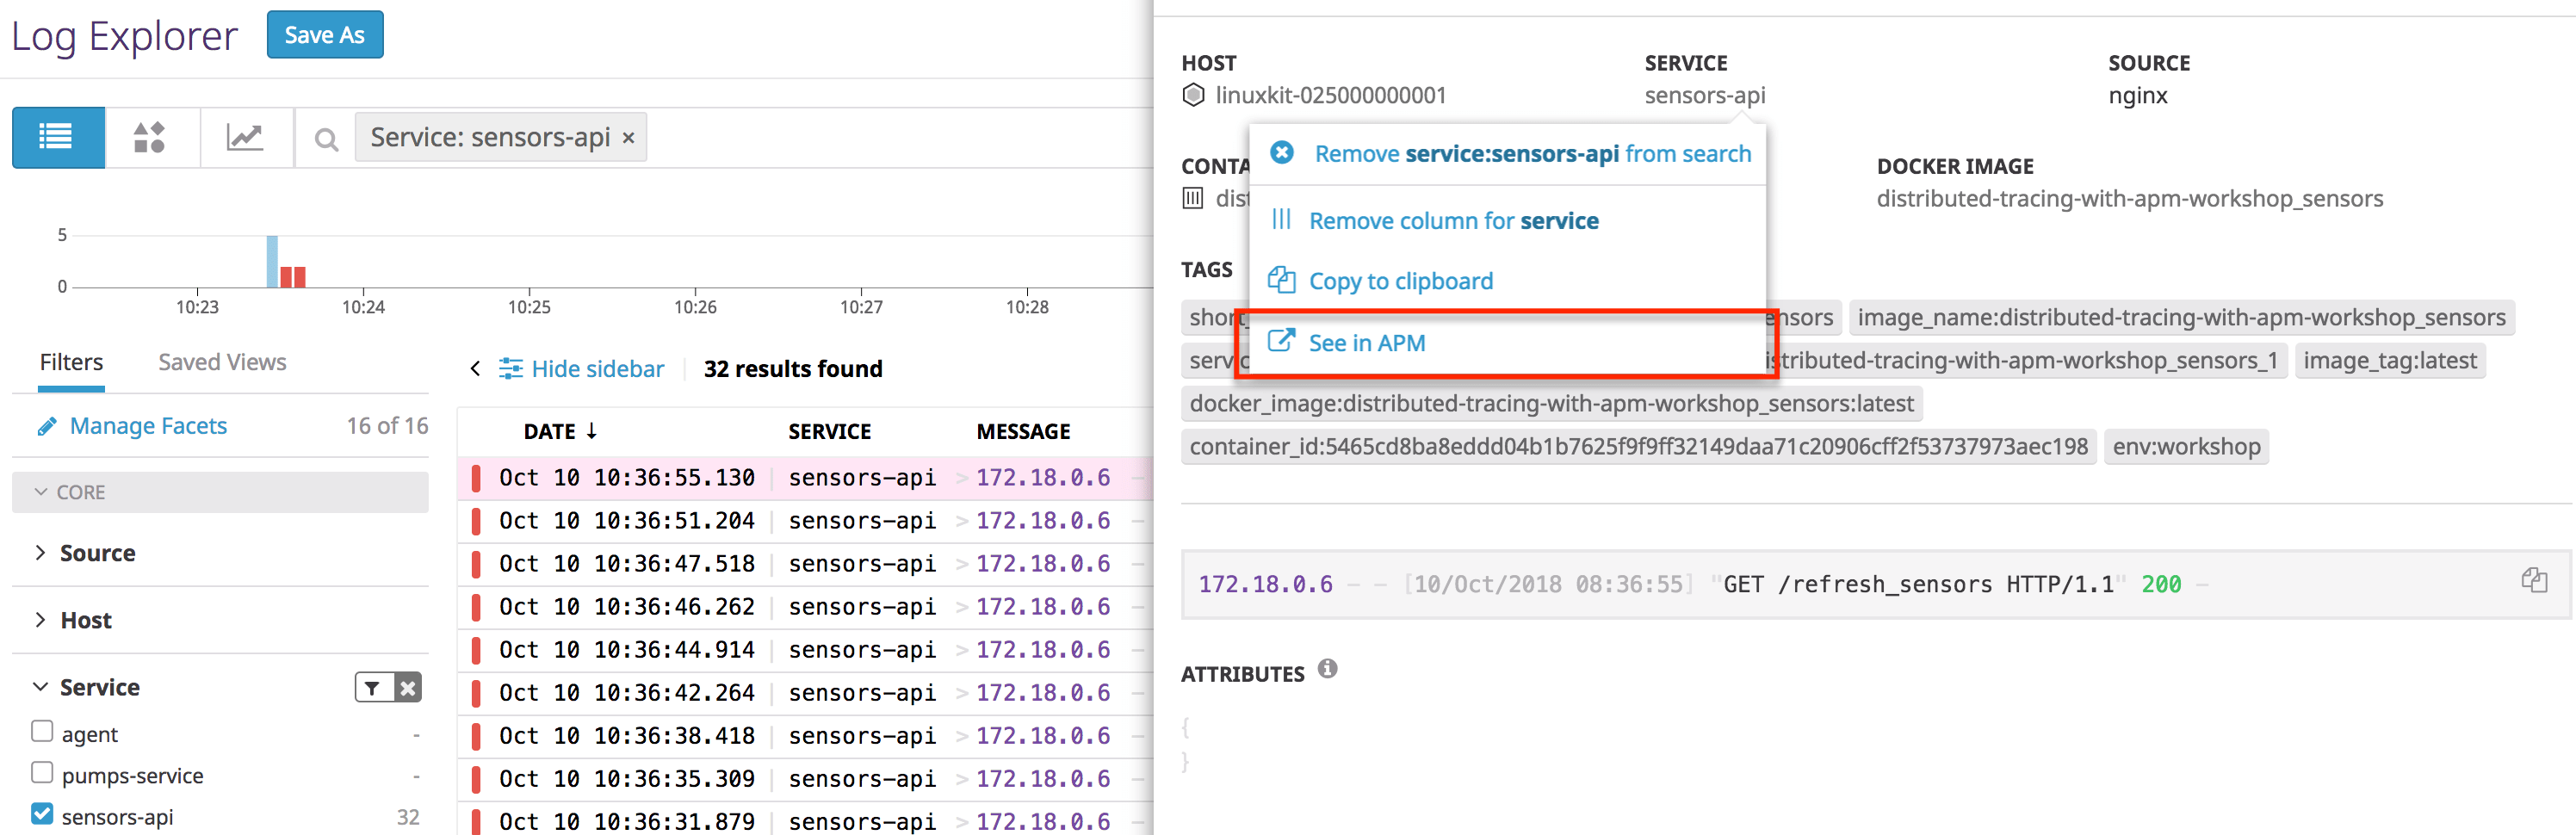 Log Explorer
Save As
Service: sensors-api ×
5
0
10:23 10:24 10:25 10:26 10:27 10:28
Filters
Saved Views
Manage Facets
16 of 16
CORE
Source
Host
Service
agent -
pumps-service -
sensors-api 32
Hide sidebar
32 results found
DATE ↓ SERVICE MESSAGE
Oct 10 10:36:55.130 | sensors-api > 172.18.0.6 –
Oct 10 10:36:51.204 | sensors-api > 172.18.0.6 –
Oct 10 10:36:47.518 | sensors-api > 172.18.0.6 –
Oct 10 10:36:46.262 | sensors-api > 172.18.0.6 –
Oct 10 10:36:44.914 | sensors-api > 172.18.0.6 –
Oct 10 10:36:42.264 | sensors-api > 172.18.0.6 –
Oct 10 10:36:38.418 | sensors-api > 172.18.0.6 –
Oct 10 10:36:35.309 | sensors-api > 172.18.0.6 –
Oct 10 10:36:31.879 | sensors-api > 172.18.0.6 –
HOST
linuxkit-025000000001
SERVICE
sensors-api
SOURCE
nginx
CONTA
dist
DOCKER IMAGE
distributed-tracing-with-apm-workshop_sensors
Remove service:sensors-api from search
Remove column for service
Copy to clipboard
See in APM
TAGS
short_ ensors image_name:distributed-tracing-with-apm-workshop_sensors
servic istributed-tracing-with-apm-workshop_sensors_1 image_tag:latest
docker_image:distributed-tracing-with-apm-workshop_sensors:latest
container_id:5465cd8ba8eddd04b1b7625f9f9ff32149daa71c20906cff2f53737973aec198 env:workshop
172.18.0.6 – – [10/Oct/2018 08:36:55] "GET /refresh_sensors HTTP/1.1" 200 –
ATTRIBUTES
{
}